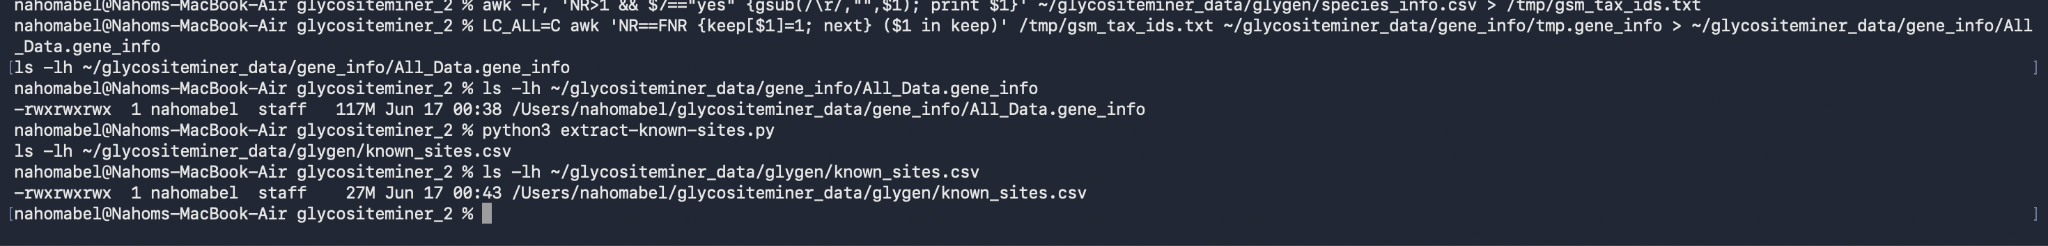 nahomabel@Nahoms-MacBook-Air glycositeminer_2 % awk -F, 'NR>1 && $7=="yes" {gsub(/\r/,"",$1); print $1}' ~/glycositeminer_data/glygen/species_info.csv > /tmp/gsm_tax_ids.txt
nahomabel@Nahoms-MacBook-Air glycositeminer_2 % LC_ALL=C awk 'NR==FNR {keep[$1]=1; next} ($1 in keep)' /tmp/gsm_tax_ids.txt ~/glycositeminer_data/gene_info/tmp.gene_info > ~/glycositeminer_data/gene_info/All
_Data.gene_info
[ls -lh ~/glycositeminer_data/gene_info/All_Data.gene_info ]
nahomabel@Nahoms-MacBook-Air glycositeminer_2 % ls -lh ~/glycositeminer_data/gene_info/All_Data.gene_info
-rwxrwxrwx  1 nahomabel  staff   117M Jun 17 00:38 /Users/nahomabel/glycositeminer_data/gene_info/All_Data.gene_info
nahomabel@Nahoms-MacBook-Air glycositeminer_2 % python3 extract-known-sites.py
ls -lh ~/glycositeminer_data/glygen/known_sites.csv
nahomabel@Nahoms-MacBook-Air glycositeminer_2 % ls -lh ~/glycositeminer_data/glygen/known_sites.csv
-rwxrwxrwx  1 nahomabel  staff    27M Jun 17 00:43 /Users/nahomabel/glycositeminer_data/glygen/known_sites.csv
[nahomabel@Nahoms-MacBook-Air glycositeminer_2 % ]